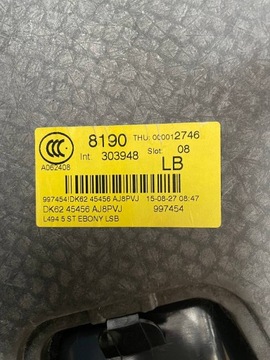 CCC
A062408
8190 THU: 000012746
Int. 303948 Slot: 08
LB
997454!DK62 45456 AJ8PVJ 15-08-27 08:47
DK62 45456 AJ8PVJ 997454
L494 5 ST EBONY LSB